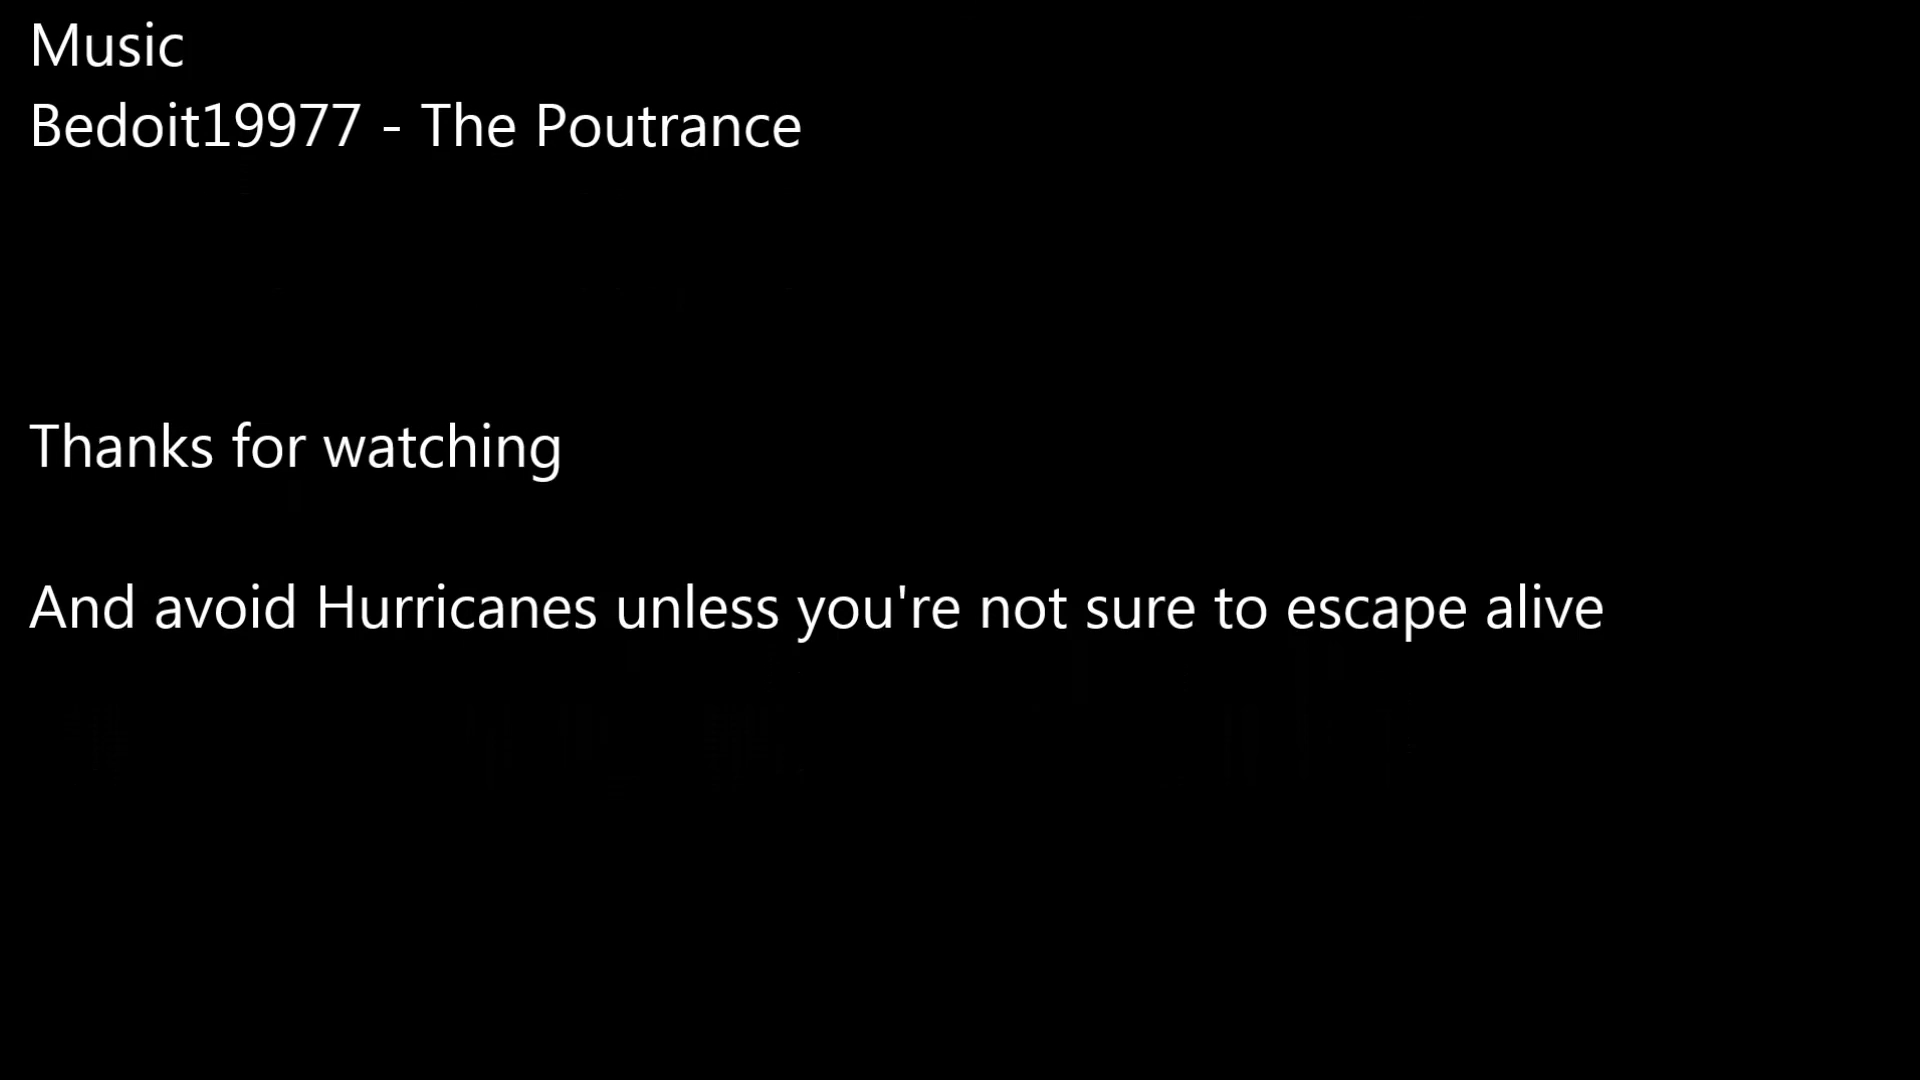 Music
Bedoit19977 - The Poutrance
Thanks for watching
And avoid Hurricanes unless you're not sure to escape alive